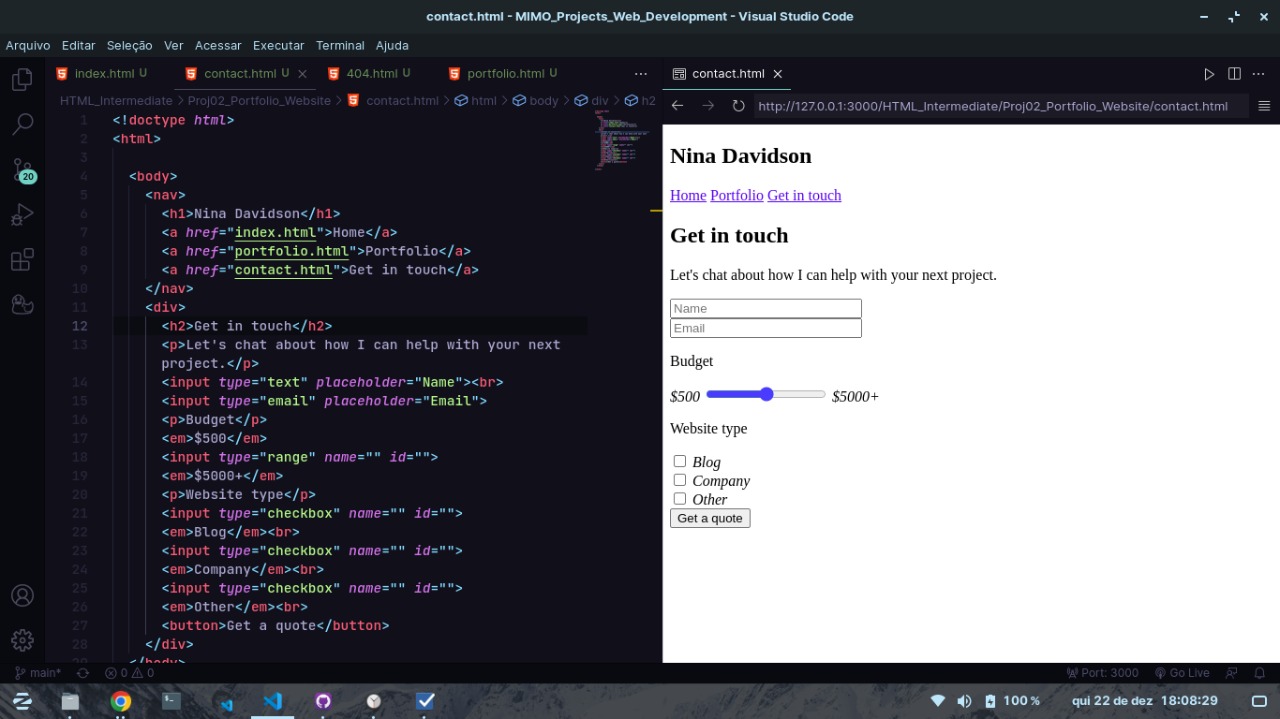 contact.html - MIMO_Projects_Web_Development - Visual Studio Code
Arquivo Editar Seleção Ver Acessar Executar Terminal Ajuda
index.html U contact.html U 404.html U portfolio.html U
HTML_Intermediate > Proj02_Portfolio_Website > contact.html > html > body > div > h2
1 <!doctype html>
2 <html>
3
4 <body>
5 <nav>
6 <h1>Nina Davidson</h1>
7 <a href="index.html">Home</a>
8 <a href="portfolio.html">Portfolio</a>
9 <a href="contact.html">Get in touch</a>
10 </nav>
11 <div>
12 <h2>Get in touch</h2>
13 <p>Let's chat about how I can help with your next
project.</p>
14 <input type="text" placeholder="Name"><br>
15 <input type="email" placeholder="Email">
16 <p>Budget</p>
17 <em>$500</em>
18 <input type="range" name="" id="">
19 <em>$5000+</em>
20 <p>Website type</p>
21 <input type="checkbox" name="" id="">
22 <em>Blog</em><br>
23 <input type="checkbox" name="" id="">
24 <em>Company</em><br>
25 <input type="checkbox" name="" id="">
26 <em>Other</em><br>
27 <button>Get a quote</button>
28 </div>
29 </body>
20
contact.html
http://127.0.0.1:3000/HTML_Intermediate/Proj02_Portfolio_Website/contact.html
Nina Davidson
Home Portfolio Get in touch
Get in touch
Let's chat about how I can help with your next project.
Name
Email
Budget
$500 $5000+
Website type
Blog
Company
Other
Get a quote
main* 0 0 Port: 3000 Go Live
100 % qui 22 de dez 18:08:29